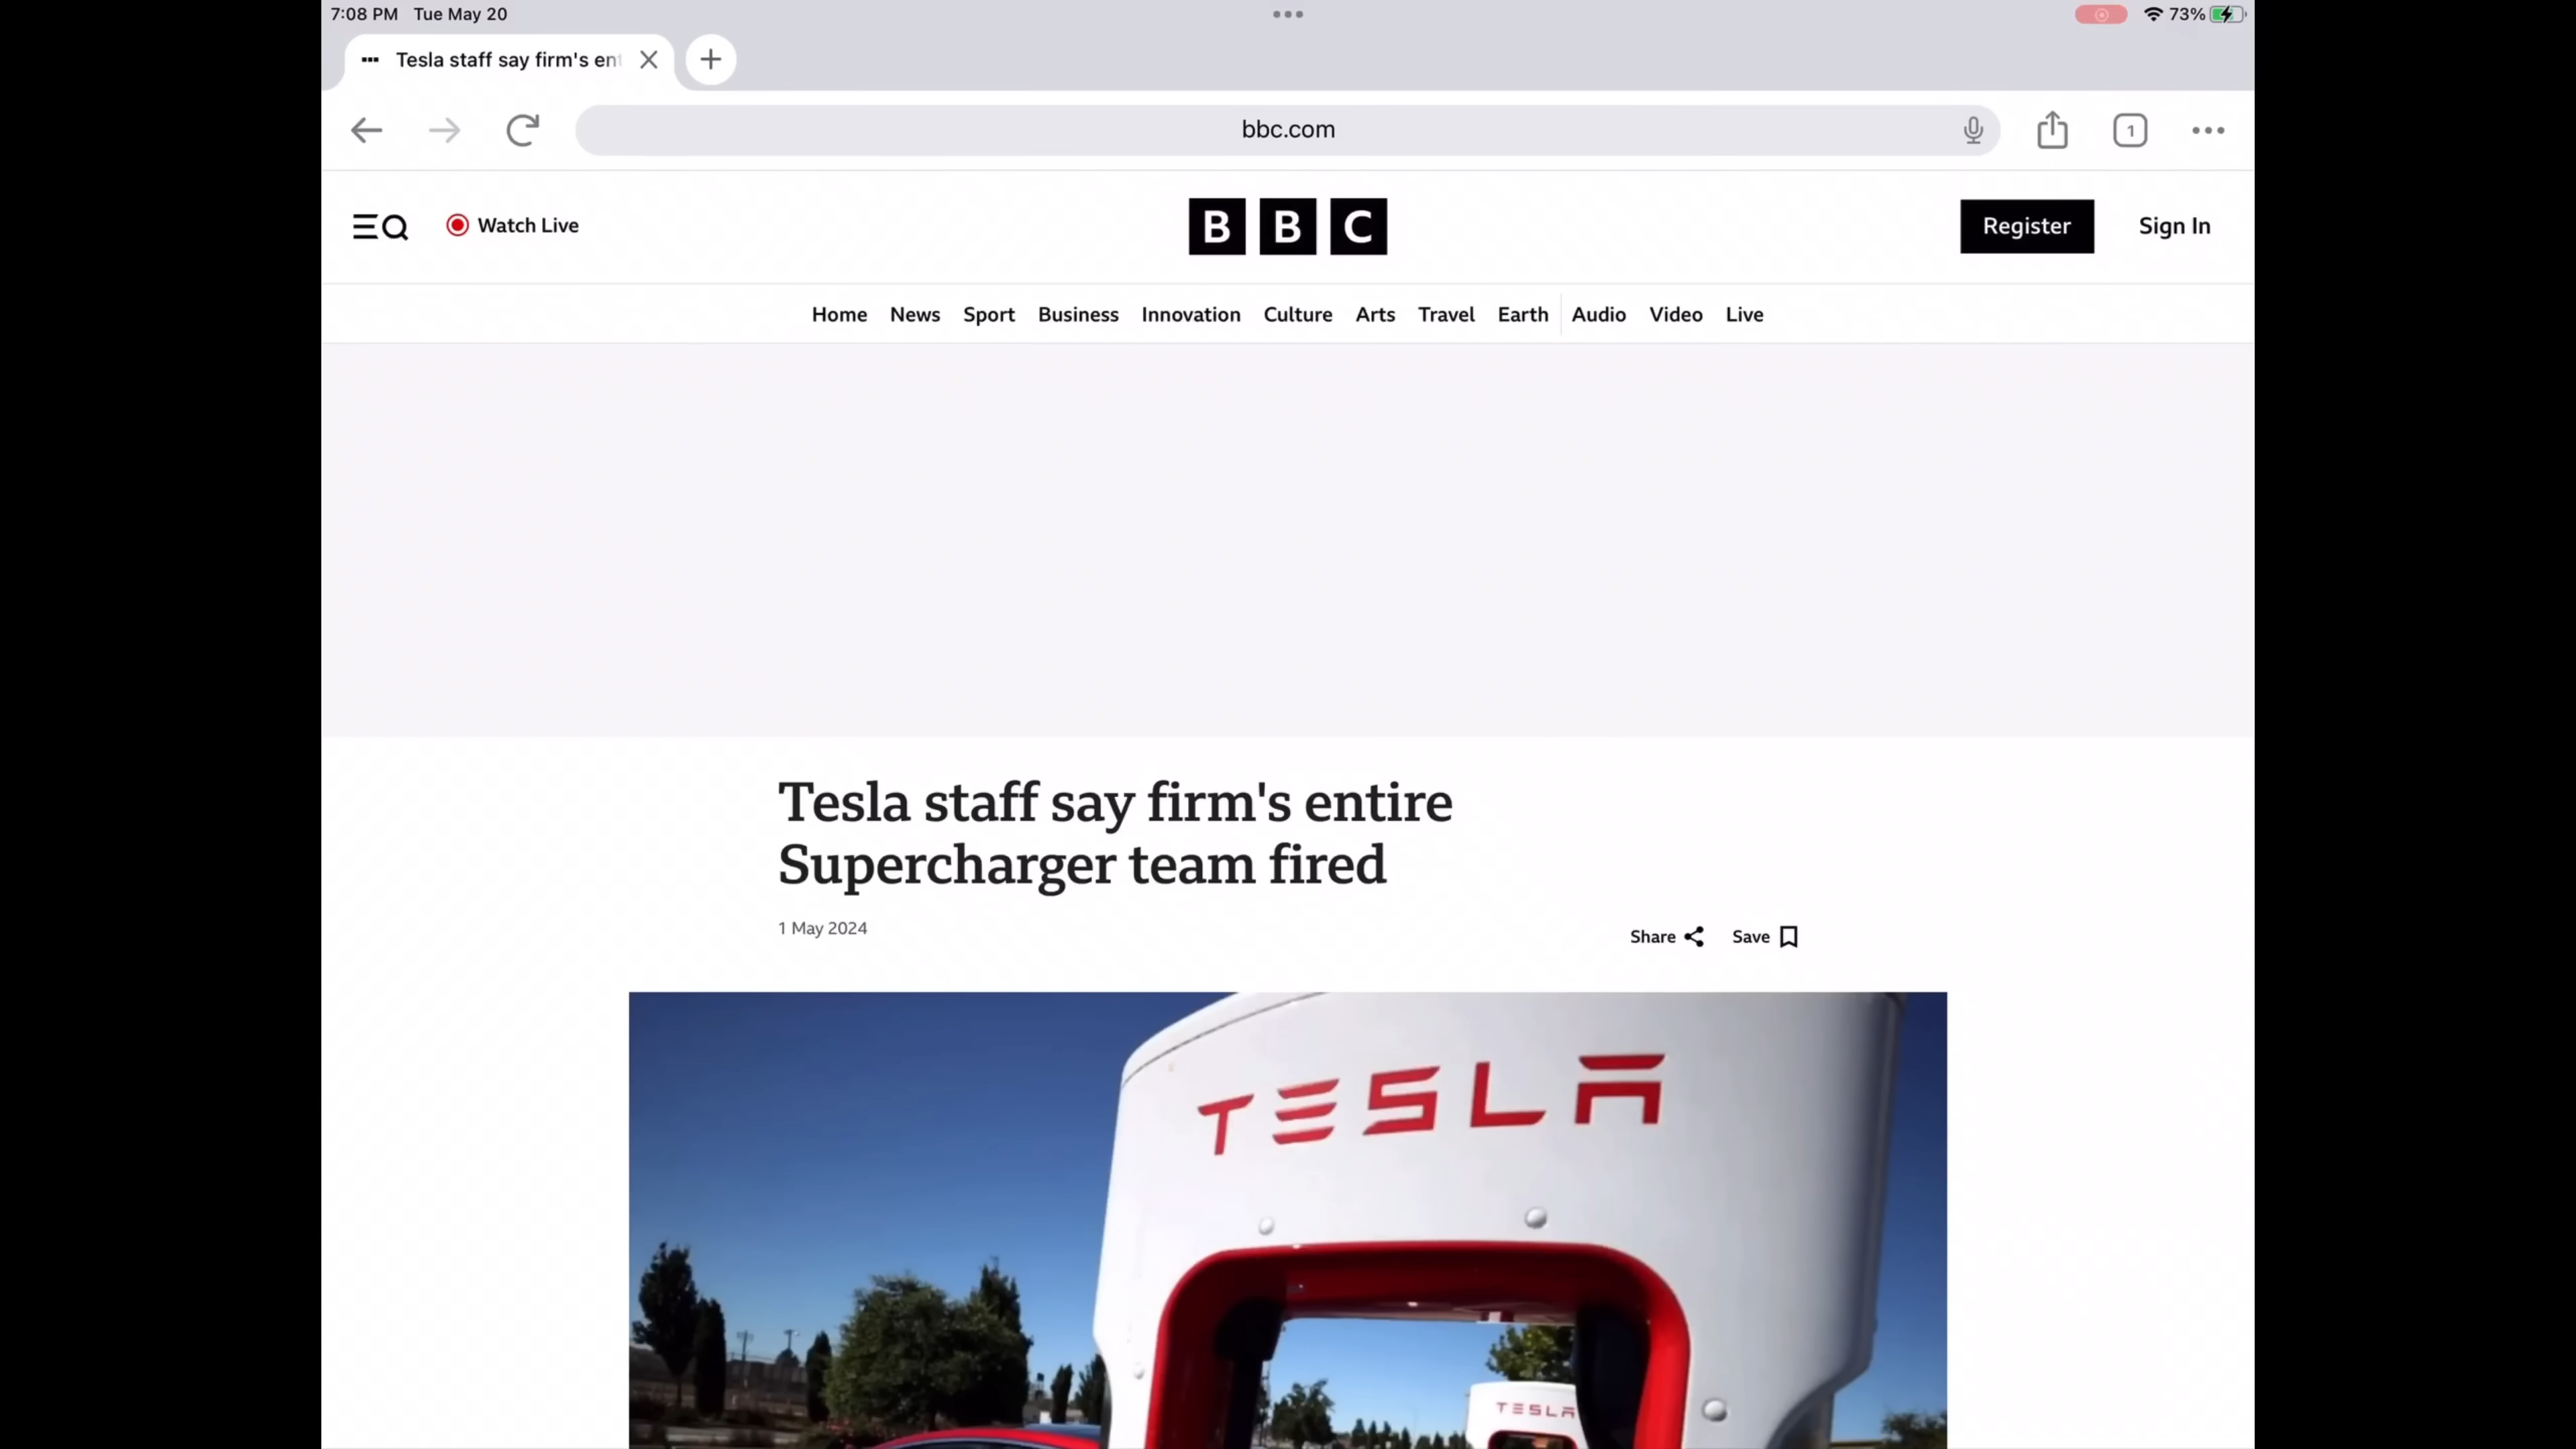 7:08 PM Tue May 20
73%
Tesla staff say firm's ent
bbc.com
1
Watch Live
BBC
Register
Sign In
Home News Sport Business Innovation Culture Arts Travel Earth Audio Video Live
Tesla staff say firm's entire
Supercharger team fired
1 May 2024
Share
Save
TESLA
TESLA